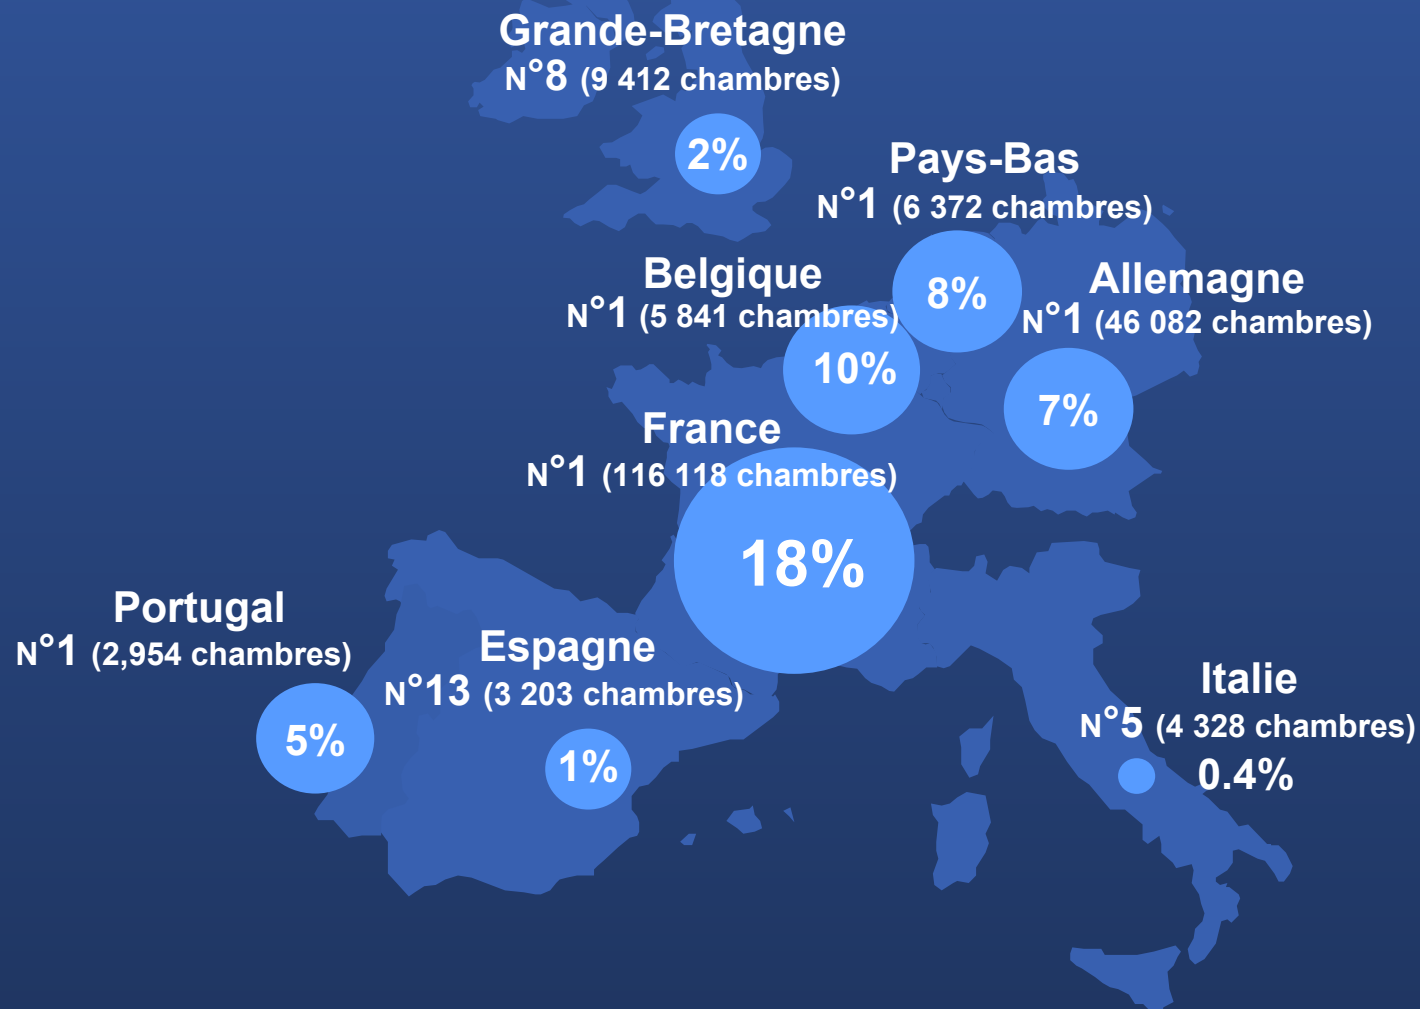 Grande-Bretagne
N°8 (9 412 chambres)
2%
Pays-Bas
N°1 (6 372 chambres)
8%
Belgique
N°1 (5 841 chambres)
10%
Allemagne
N°1 (46 082 chambres)
7%
France
N°1 (116 118 chambres)
18%
Portugal
N°1 (2,954 chambres)
5%
Espagne
N°13 (3 203 chambres)
1%
Italie
N°5 (4 328 chambres)
0.4%